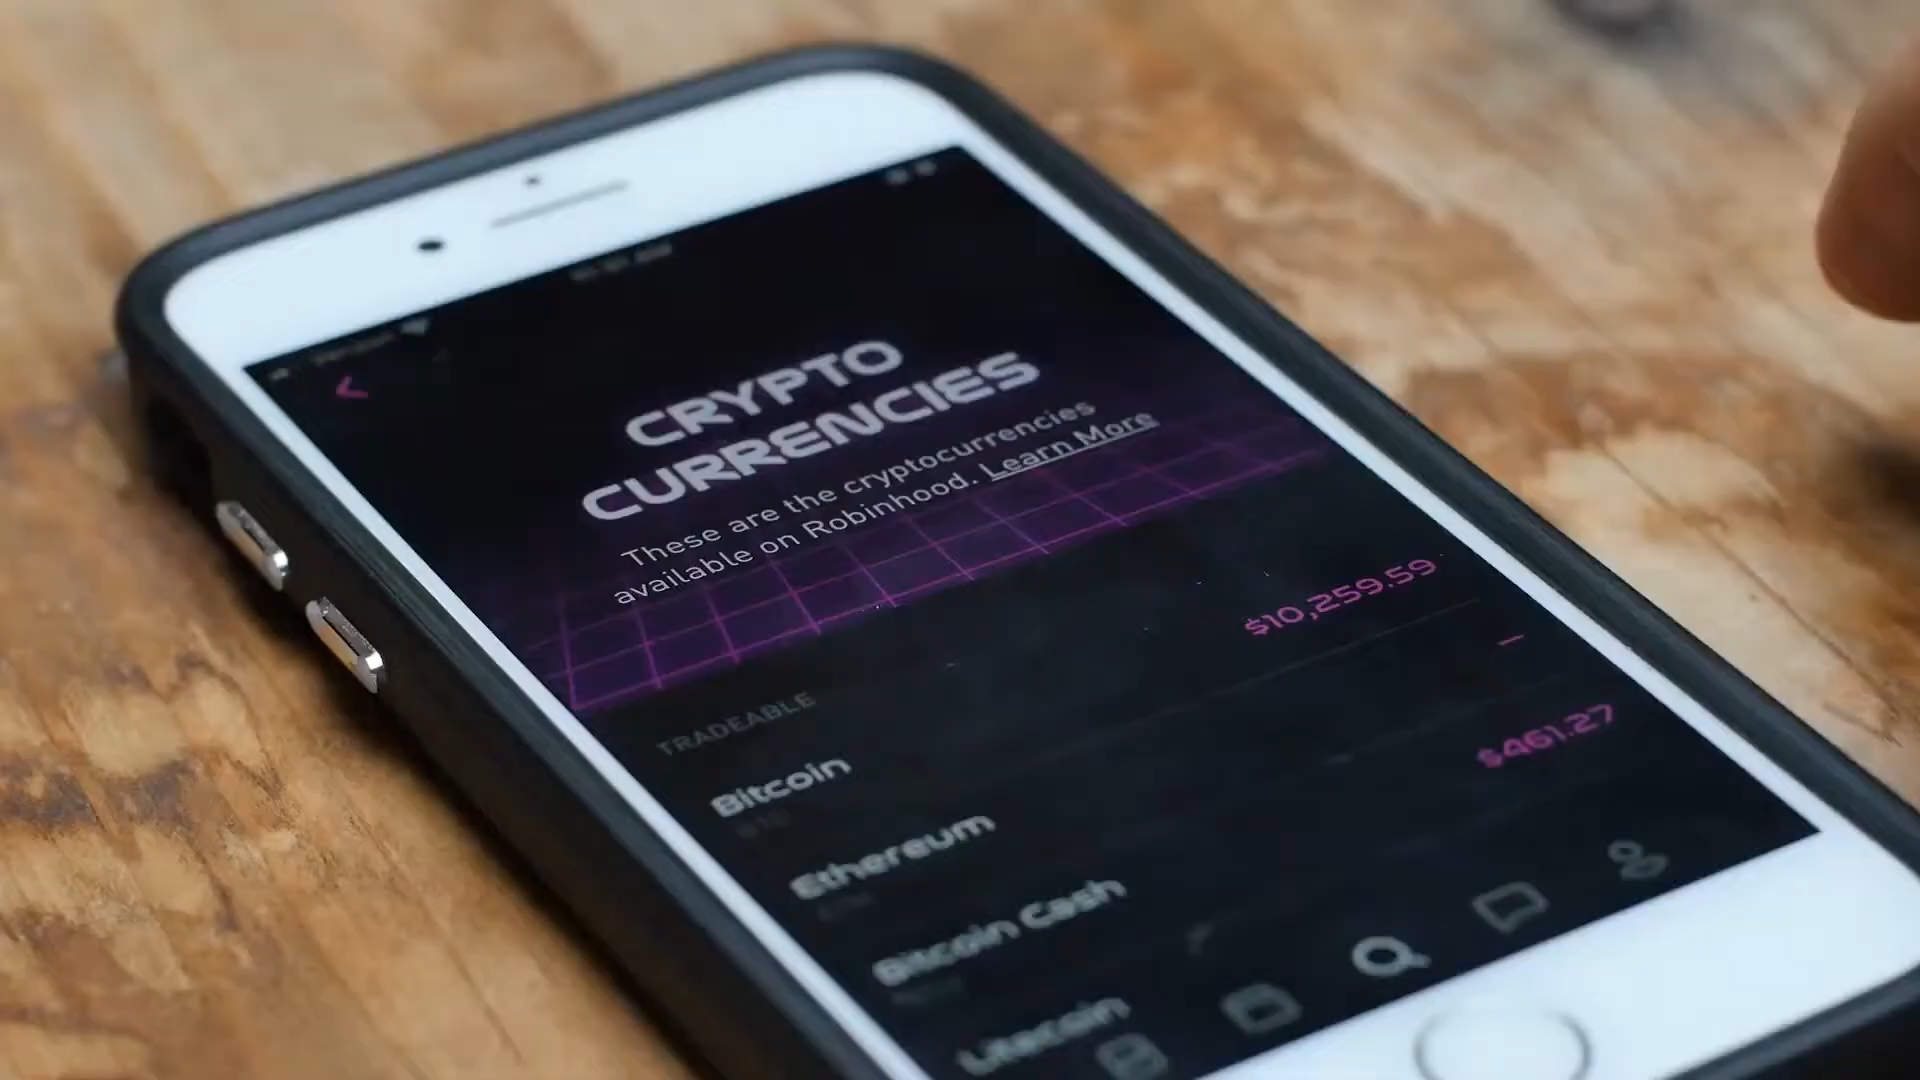 CRYPTO
CURRENCIES
These are the cryptocurrencies
available on Robinhood. Learn More
TRADEABLE
Bitcoin
$10,259.59
Ethereum
—
Bitcoin Cash
$461.27
Litecoin